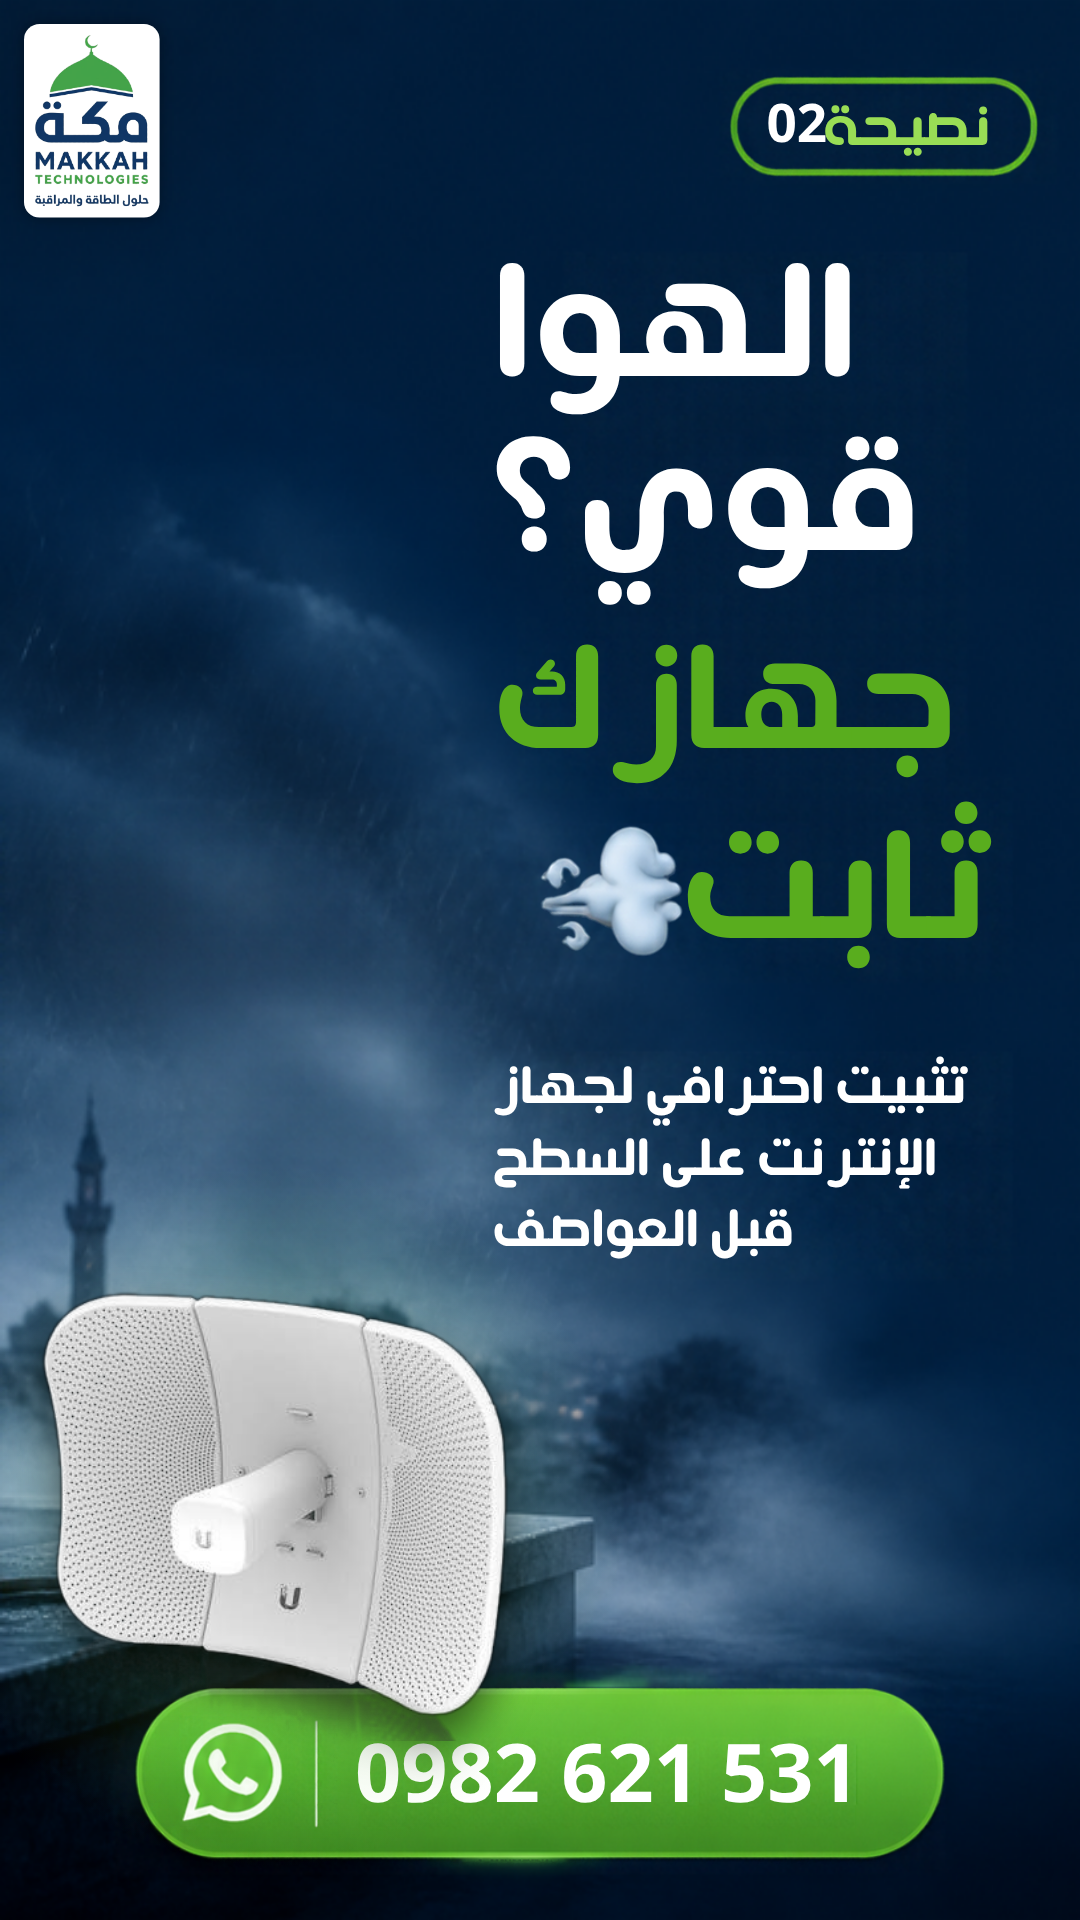 مكة
MAKKAH
TECHNOLOGIES
حلول الطاقة والمراقبة
نصيحة02
الهوا
قوي؟
جهازك
ثابت
تثبيت احترافي لجهاز
الإنترنت على السطح
قبل العواصف
U
U
0982 621 531